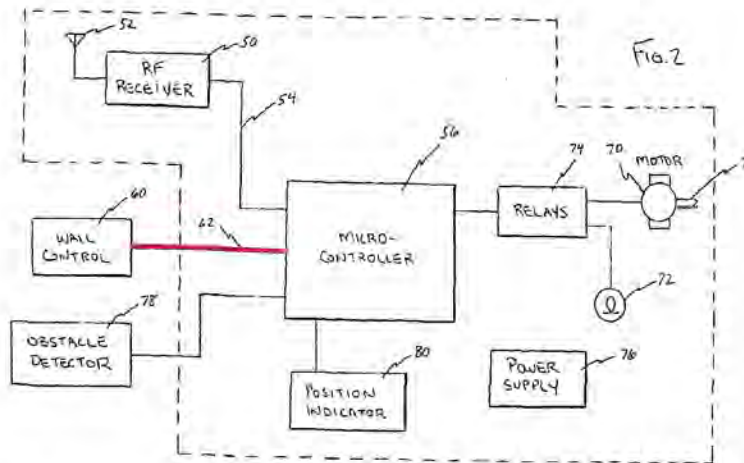 52
50
FIG. 2
RF
RECEIVER
54
56
74
70
MOTOR
60
62
RELAYS
WALL
CONTROL
MICRO-
CONTROLLER
78
72
OBSTACLE
DETECTOR
80
76
POWER
SUPPLY
POSITION
INDICATOR